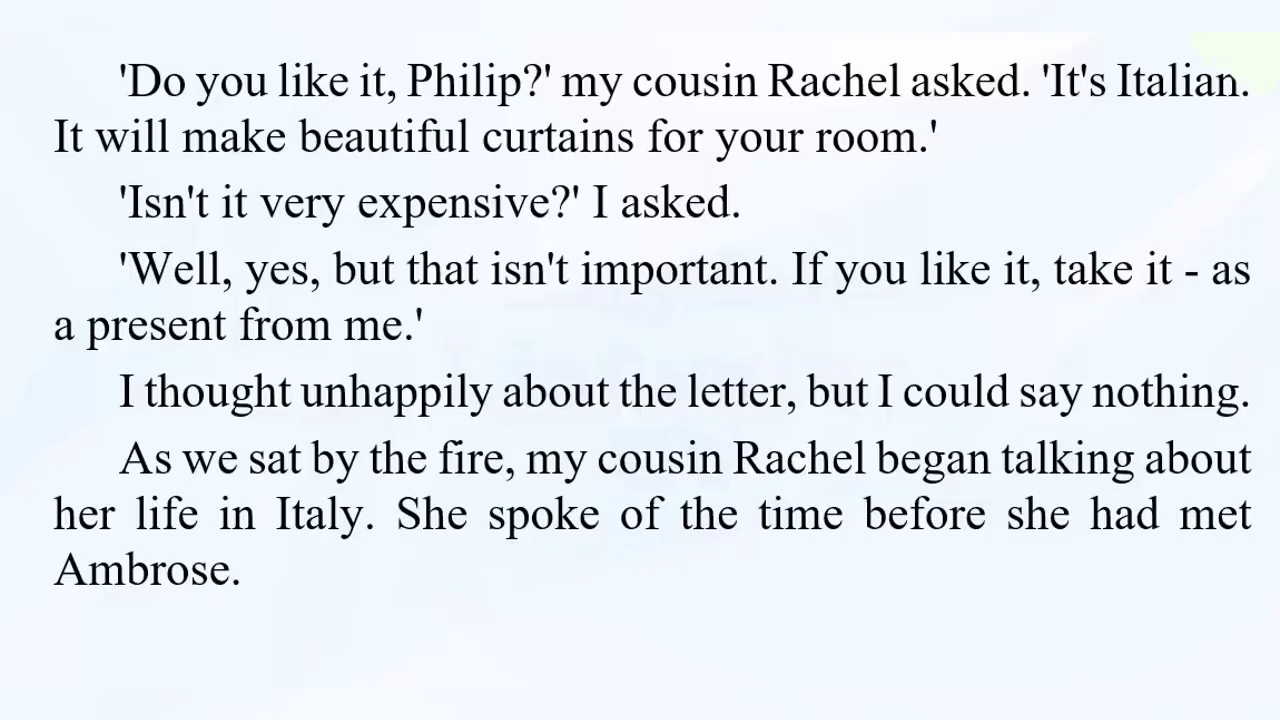 'Do you like it, Philip?' my cousin Rachel asked. 'It's Italian.
It will make beautiful curtains for your room.'
'Isn't it very expensive?' I asked.
'Well, yes, but that isn't important. If you like it, take it - as
a present from me.'
I thought unhappily about the letter, but I could say nothing.
As we sat by the fire, my cousin Rachel began talking about
her life in Italy. She spoke of the time before she had met
Ambrose.